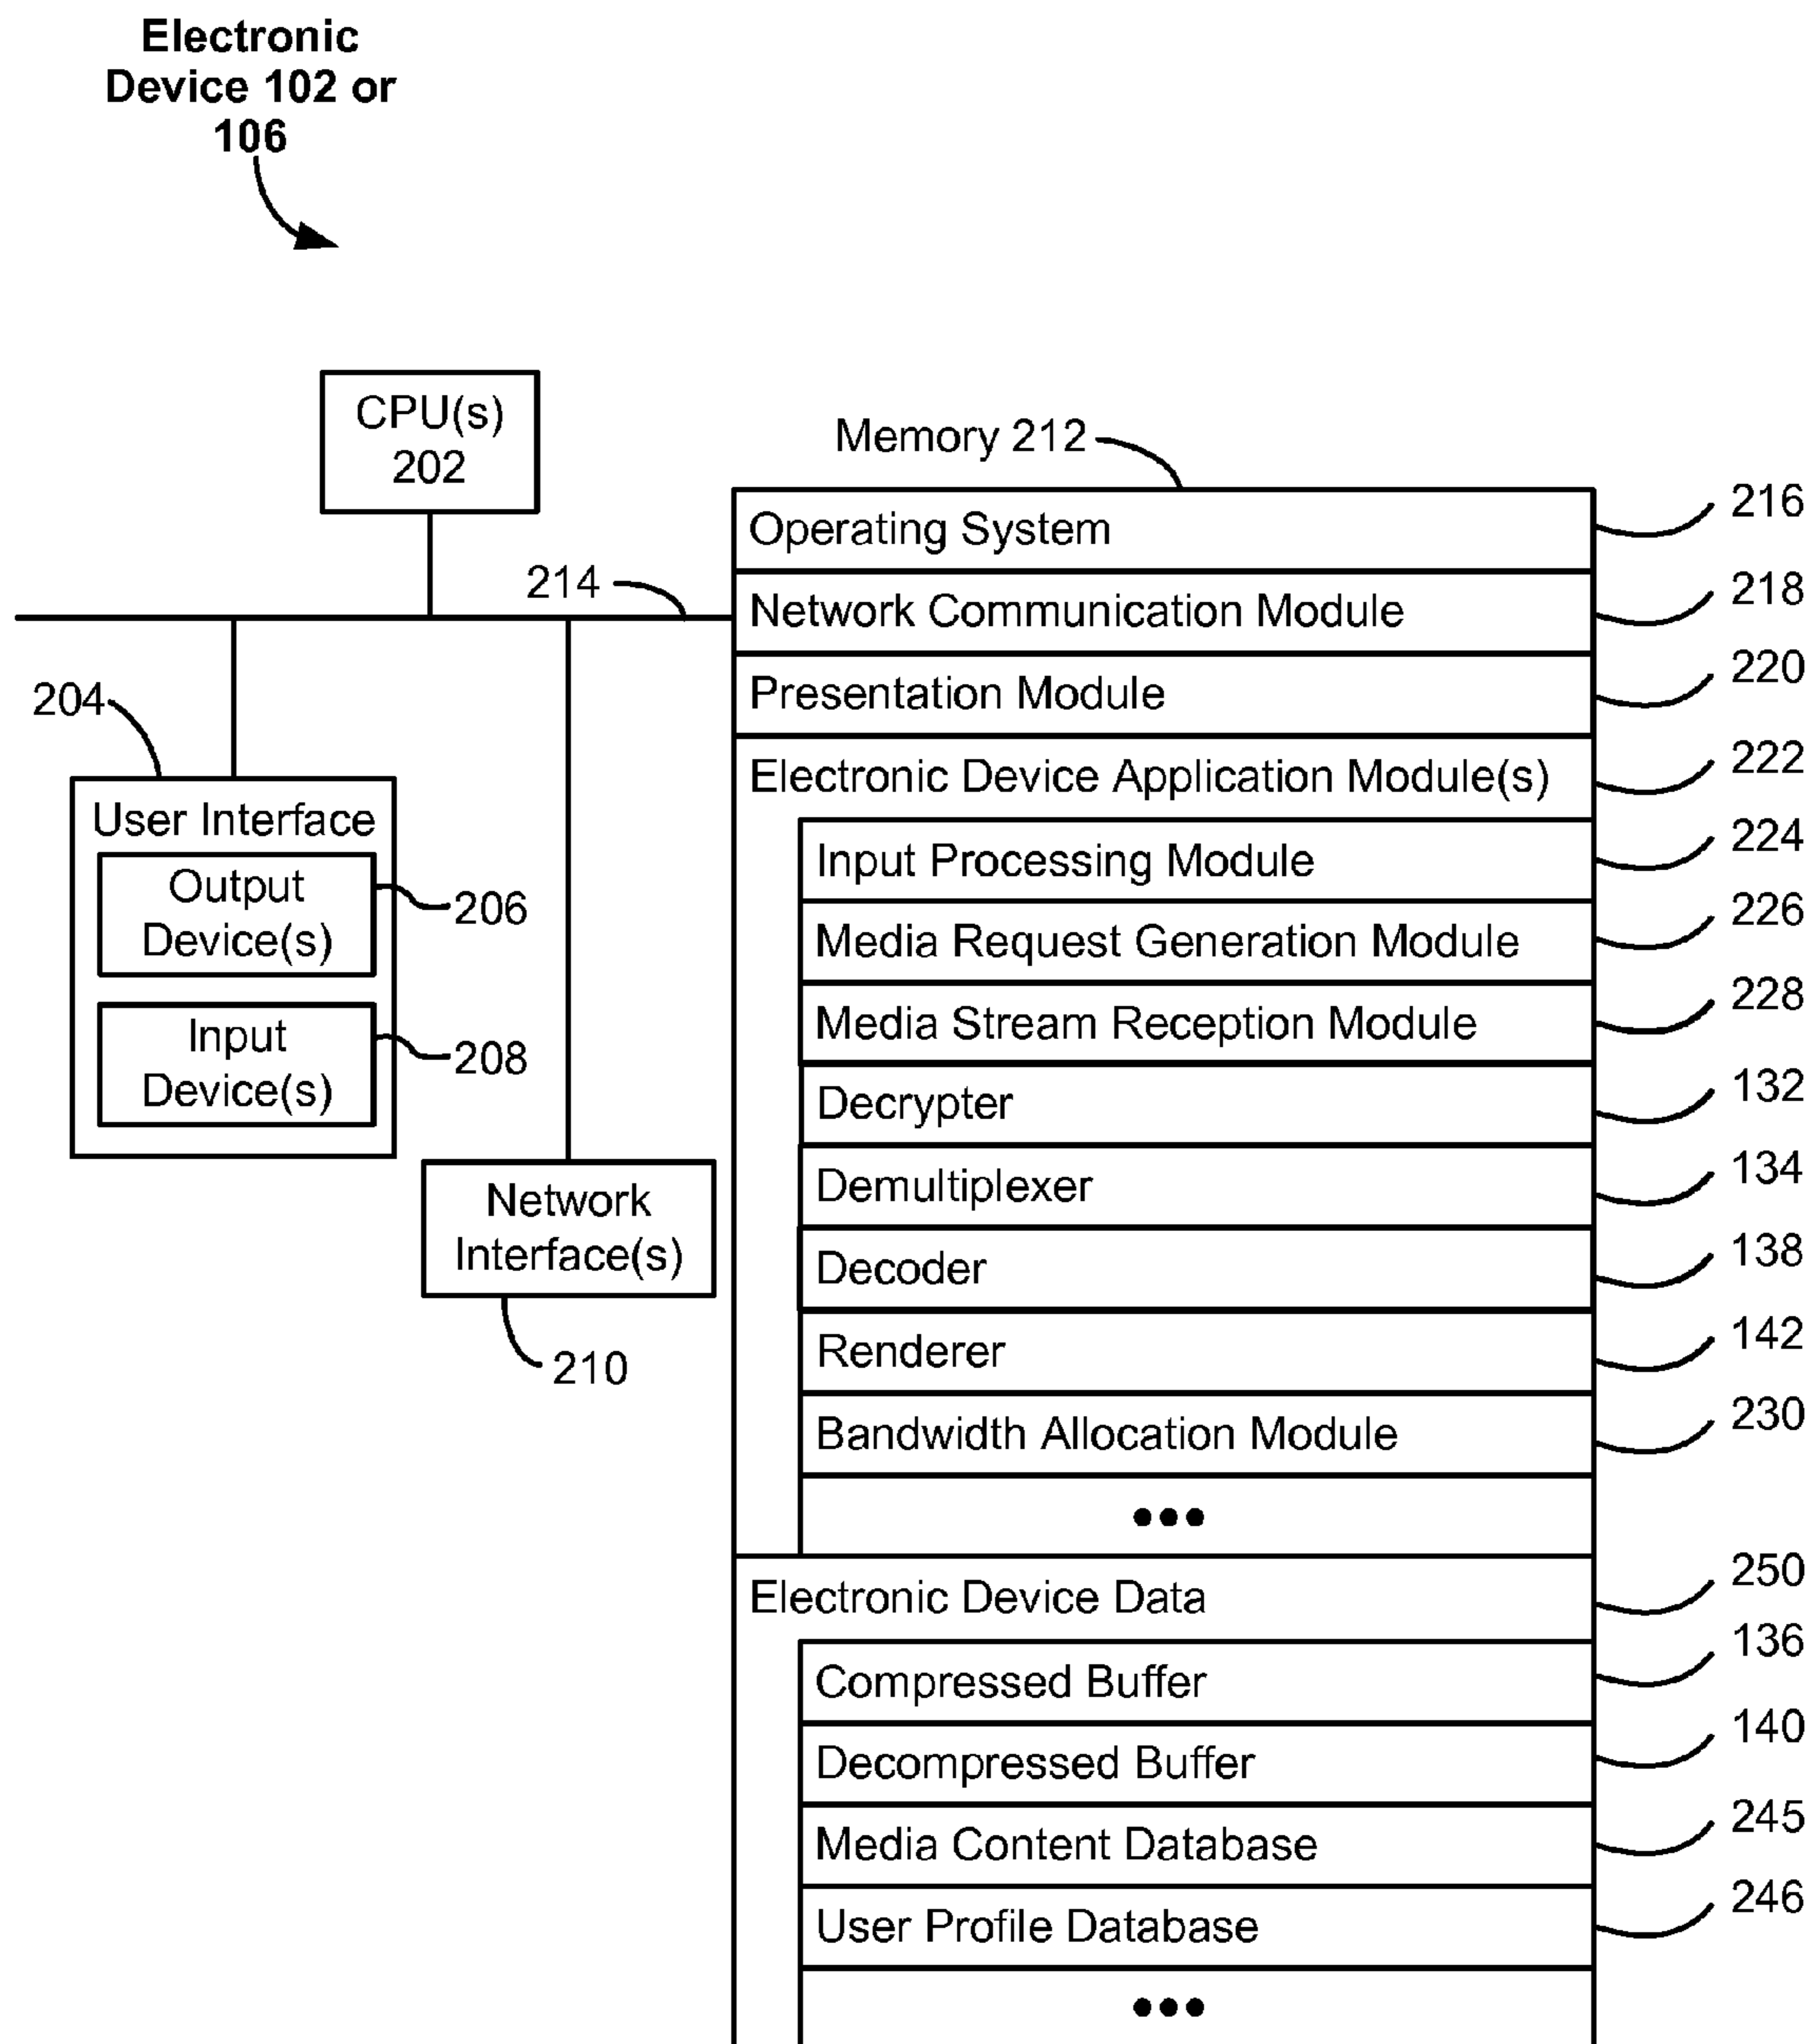 Electronic
Device 102 or
106
CPU(s)
202
Memory 212
214
204
User Interface
Output
Device(s)
206
Input
Device(s)
208
Network
Interface(s)
210
Operating System
216
Network Communication Module
218
Presentation Module
220
Electronic Device Application Module(s)
222
Input Processing Module
224
Media Request Generation Module
226
Media Stream Reception Module
228
Decrypter
132
Demultiplexer
134
Decoder
138
Renderer
142
Bandwidth Allocation Module
230
•••
Electronic Device Data
250
Compressed Buffer
136
Decompressed Buffer
140
Media Content Database
245
User Profile Database
246
•••